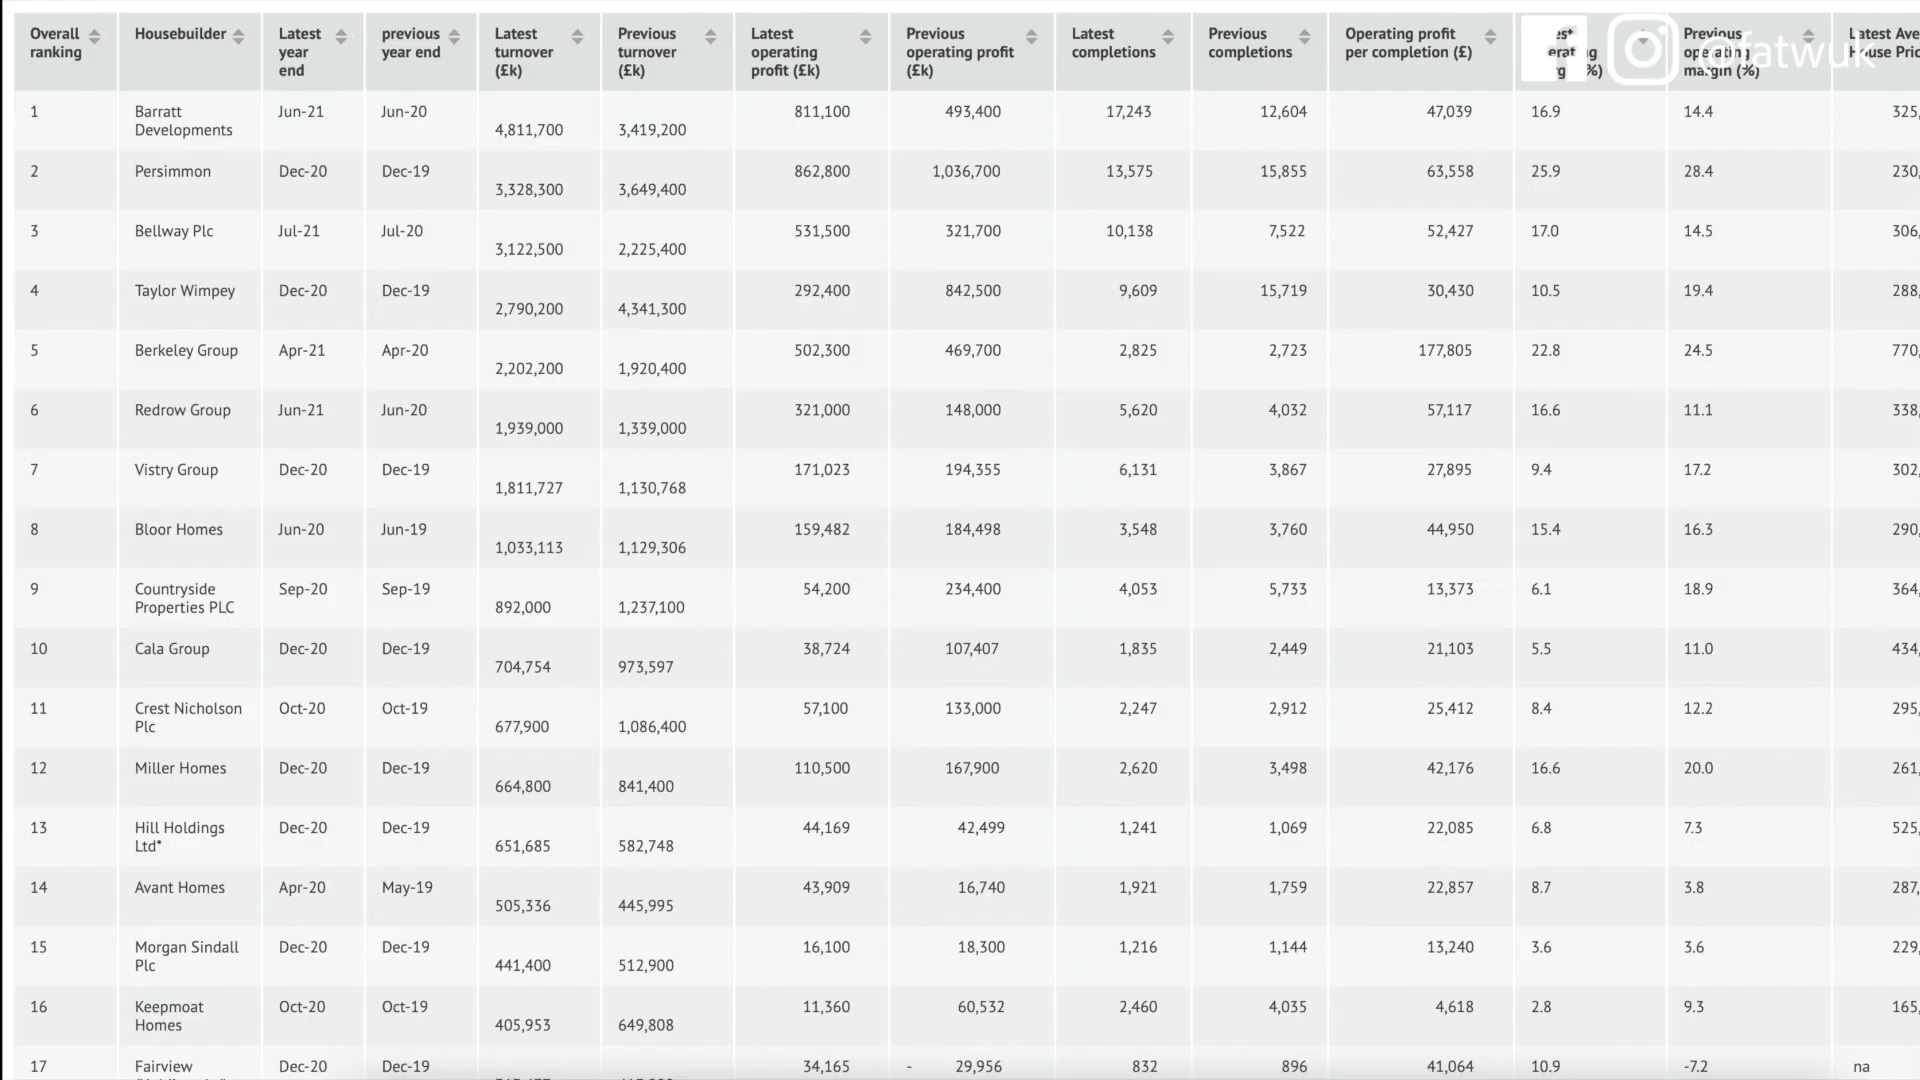 Overall ranking Housebuilder Latest year end previous year end Latest turnover (£k) Previous turnover (£k) Latest operating profit (£k) Previous operating profit (£k) Latest completions Previous completions Operating profit per completion (£) Previous operating margin (%) @fatwuk
1 Barratt Developments Jun-21 Jun-20 4,811,700 3,419,200 811,100 493,400 17,243 12,604 47,039 16.9 14.4 325,
2 Persimmon Dec-20 Dec-19 3,328,300 3,649,400 862,800 1,036,700 13,575 15,855 63,558 25.9 28.4 230,
3 Bellway Plc Jul-21 Jul-20 3,122,500 2,225,400 531,500 321,700 10,138 7,522 52,427 17.0 14.5 306,
4 Taylor Wimpey Dec-20 Dec-19 2,790,200 4,341,300 292,400 842,500 9,609 15,719 30,430 10.5 19.4 288,
5 Berkeley Group Apr-21 Apr-20 2,202,200 1,920,400 502,300 469,700 2,825 2,723 177,805 22.8 24.5 770,
6 Redrow Group Jun-21 Jun-20 1,939,000 1,339,000 321,000 148,000 5,620 4,032 57,117 16.6 11.1 338,
7 Vistry Group Dec-20 Dec-19 1,811,727 1,130,768 171,023 194,355 6,131 3,867 27,895 9.4 17.2 302,
8 Bloor Homes Jun-20 Jun-19 1,033,113 1,129,306 159,482 184,498 3,548 3,760 44,950 15.4 16.3 290,
9 Countryside Properties PLC Sep-20 Sep-19 892,000 1,237,100 54,200 234,400 4,053 5,733 13,373 6.1 18.9 364,
10 Cala Group Dec-20 Dec-19 704,754 973,597 38,724 107,407 1,835 2,449 21,103 5.5 11.0 434,
11 Crest Nicholson Plc Oct-20 Oct-19 677,900 1,086,400 57,100 133,000 2,247 2,912 25,412 8.4 12.2 295,
12 Miller Homes Dec-20 Dec-19 664,800 841,400 110,500 167,900 2,620 3,498 42,176 16.6 20.0 261,
13 Hill Holdings Ltd* Dec-20 Dec-19 651,685 582,748 44,169 42,499 1,241 1,069 22,085 6.8 7.3 525,
14 Avant Homes Apr-20 May-19 505,336 445,995 43,909 16,740 1,921 1,759 22,857 8.7 3.8 287,
15 Morgan Sindall Plc Dec-20 Dec-19 441,400 512,900 16,100 18,300 1,216 1,144 13,240 3.6 3.6 229,
16 Keepmoat Homes Oct-20 Oct-19 405,953 649,808 11,360 60,532 2,460 4,035 4,618 2.8 9.3 165,
17 Fairview Dec-20 Dec-19 34,165 - 29,956 832 896 41,064 10.9 -7.2 na